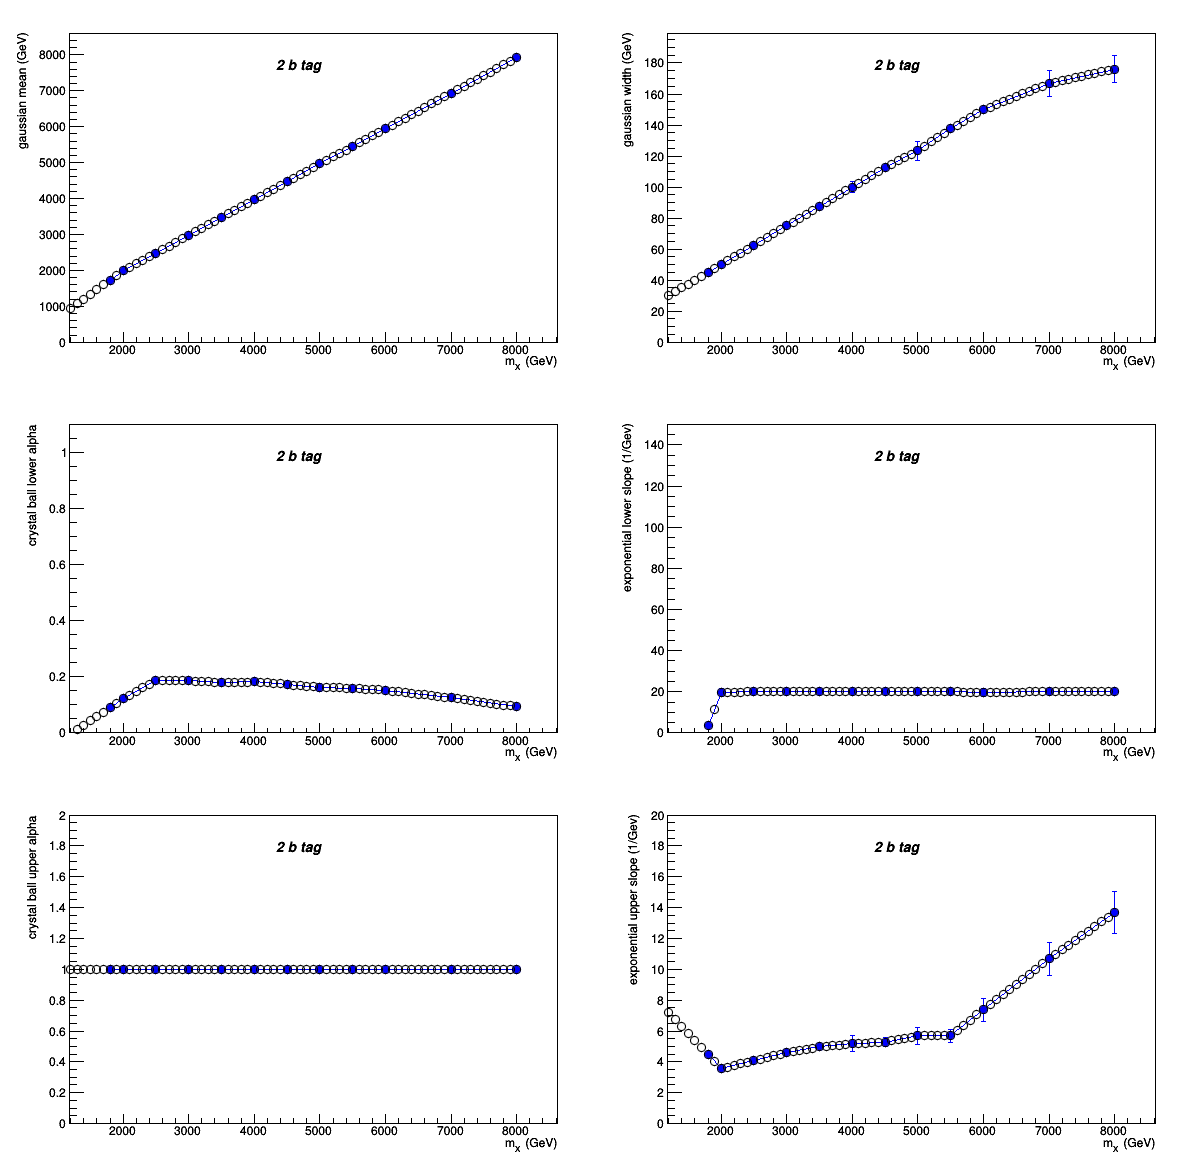 gaussian mean (GeV)
2 b tag
8000
7000
6000
5000
4000
3000
2000
1000
0
2000 3000 4000 5000 6000 7000 8000
m_x (GeV)
gaussian width (GeV)
2 b tag
180
160
140
120
100
80
60
40
20
0
2000 3000 4000 5000 6000 7000 8000
m_x (GeV)
crystal ball lower alpha
2 b tag
1
0.8
0.6
0.4
0.2
0
2000 3000 4000 5000 6000 7000 8000
m_x (GeV)
exponential lower slope (1/Gev)
2 b tag
140
120
100
80
60
40
20
0
2000 3000 4000 5000 6000 7000 8000
m_x (GeV)
crystal ball upper alpha
2 b tag
2
1.8
1.6
1.4
1.2
1
0.8
0.6
0.4
0.2
0
2000 3000 4000 5000 6000 7000 8000
m_x (GeV)
exponential upper slope (1/Gev)
2 b tag
20
18
16
14
12
10
8
6
4
2
0
2000 3000 4000 5000 6000 7000 8000
m_x (GeV)